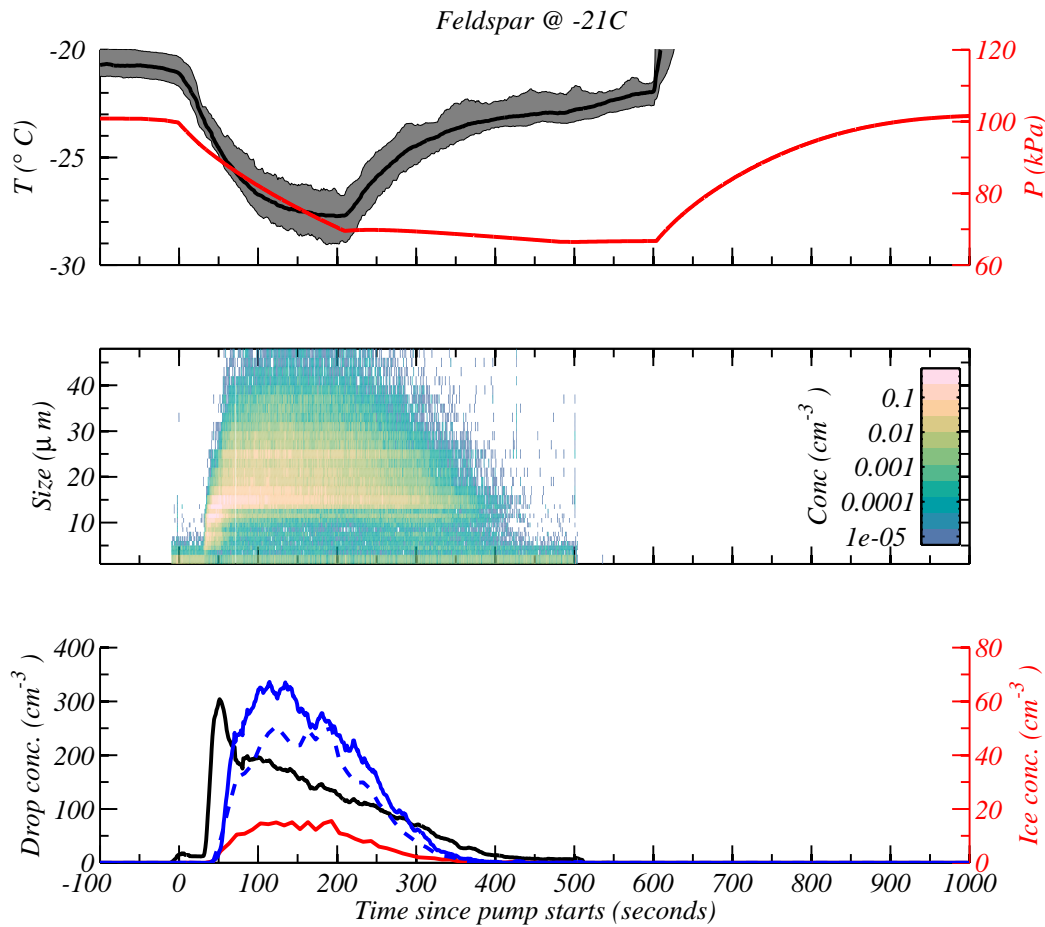 Feldspar @ -21C
-20
-25
-30
T (° C)
120
100
80
60
P (kPa)
40
30
20
10
Size (μ m)
Conc (cm-3 )
0.1
0.01
0.001
0.0001
1e-05
400
300
200
100
0
Drop conc. (cm-3 )
80
60
40
20
0
Ice conc. (cm-3 )
-100 0 100 200 300 400 500 600 700 800 900 1000
Time since pump starts (seconds)